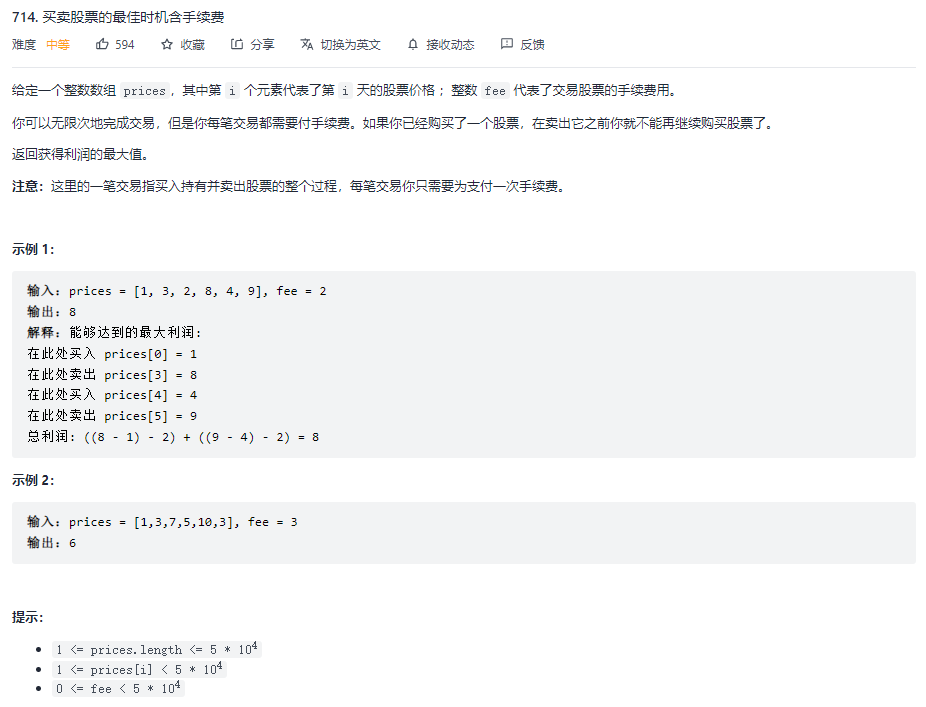 714. 买卖股票的最佳时机含手续费
难度 中等 594 收藏 分享 切换为英文 接收动态 反馈
给定一个整数数组 prices，其中第 i 个元素代表了第 i 天的股票价格 ；整数 fee 代表了交易股票的手续费用。
你可以无限次地完成交易，但是你每笔交易都需要付手续费。如果你已经购买了一个股票，在卖出它之前你就不能再继续购买股票了。
返回获得利润的最大值。
注意：这里的一笔交易指买入持有并卖出股票的整个过程，每笔交易你只需要为支付一次手续费。
示例 1：
输入：prices = [1, 3, 2, 8, 4, 9], fee = 2
输出：8
解释：能够达到的最大利润:
在此处买入 prices[0] = 1
在此处卖出 prices[3] = 8
在此处买入 prices[4] = 4
在此处卖出 prices[5] = 9
总利润: ((8 - 1) - 2) + ((9 - 4) - 2) = 8
示例 2：
输入：prices = [1,3,7,5,10,3], fee = 3
输出：6
提示：
1 <= prices.length <= 5 * 10⁴
1 <= prices[i] < 5 * 10⁴
0 <= fee < 5 * 10⁴